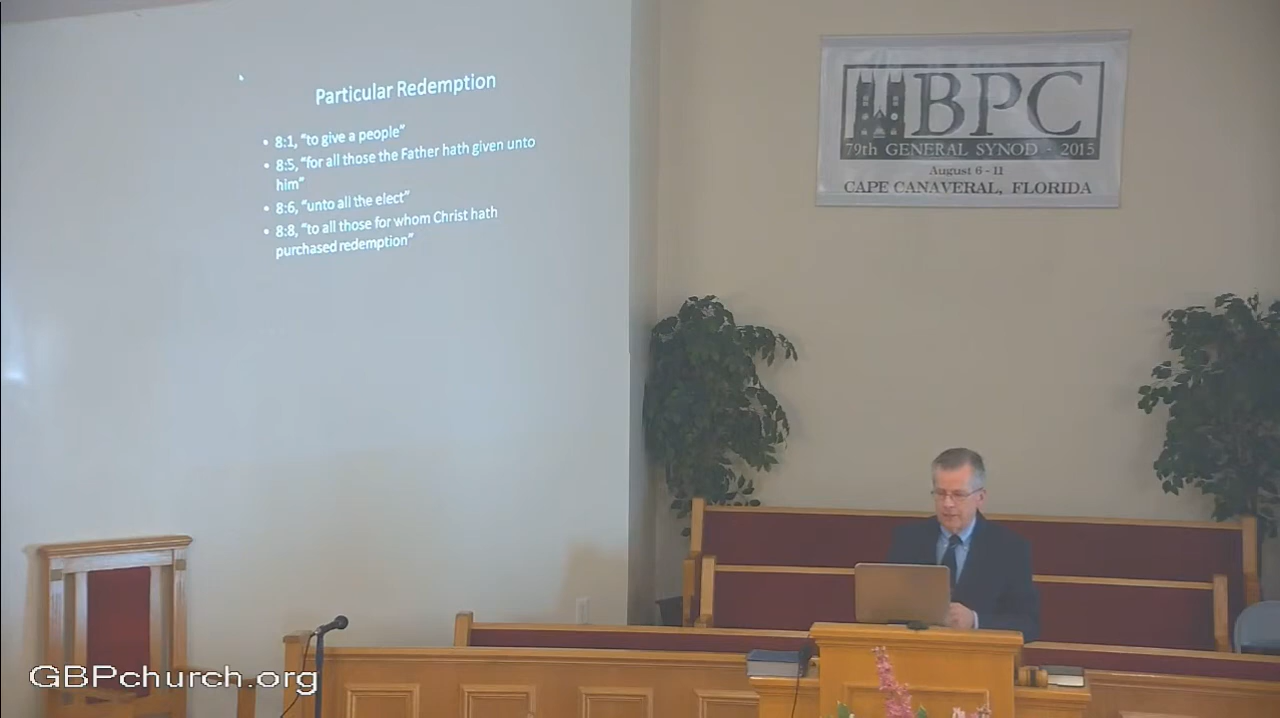 Particular Redemption
• 8:1, “to give a people”
• 8:5, “for all those the Father hath given unto
him”
• 8:6, “unto all the elect”
• 8:8, “to all those for whom Christ hath
purchased redemption”
BPC
79th GENERAL SYNOD - 2015
August 6 - 11
CAPE CANAVERAL, FLORIDA
GBPchurch.org